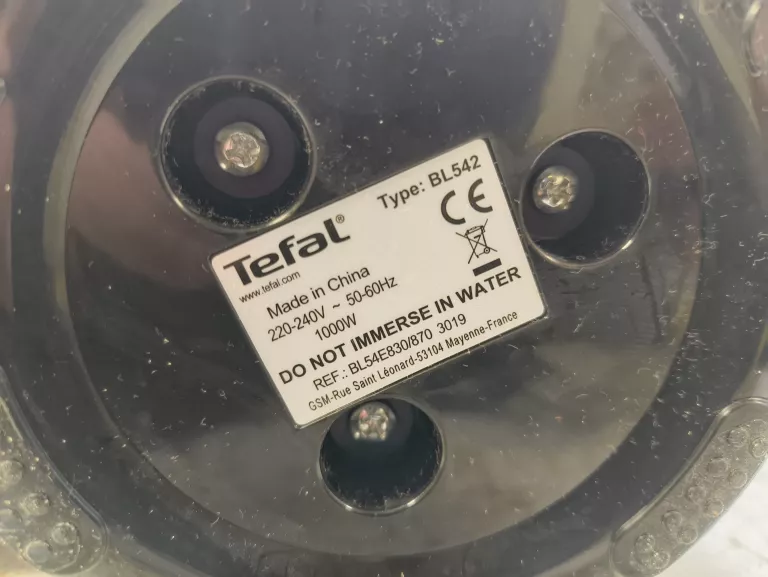 Type: BL542
Tefal®
www.tefal.com
CE
Made in China
220-240V ~ 50-60Hz
1000W
DO NOT IMMERSE IN WATER
REF.: BL54E830/870 3019
GSM-Rue Saint Léonard-53104 Mayenne-France